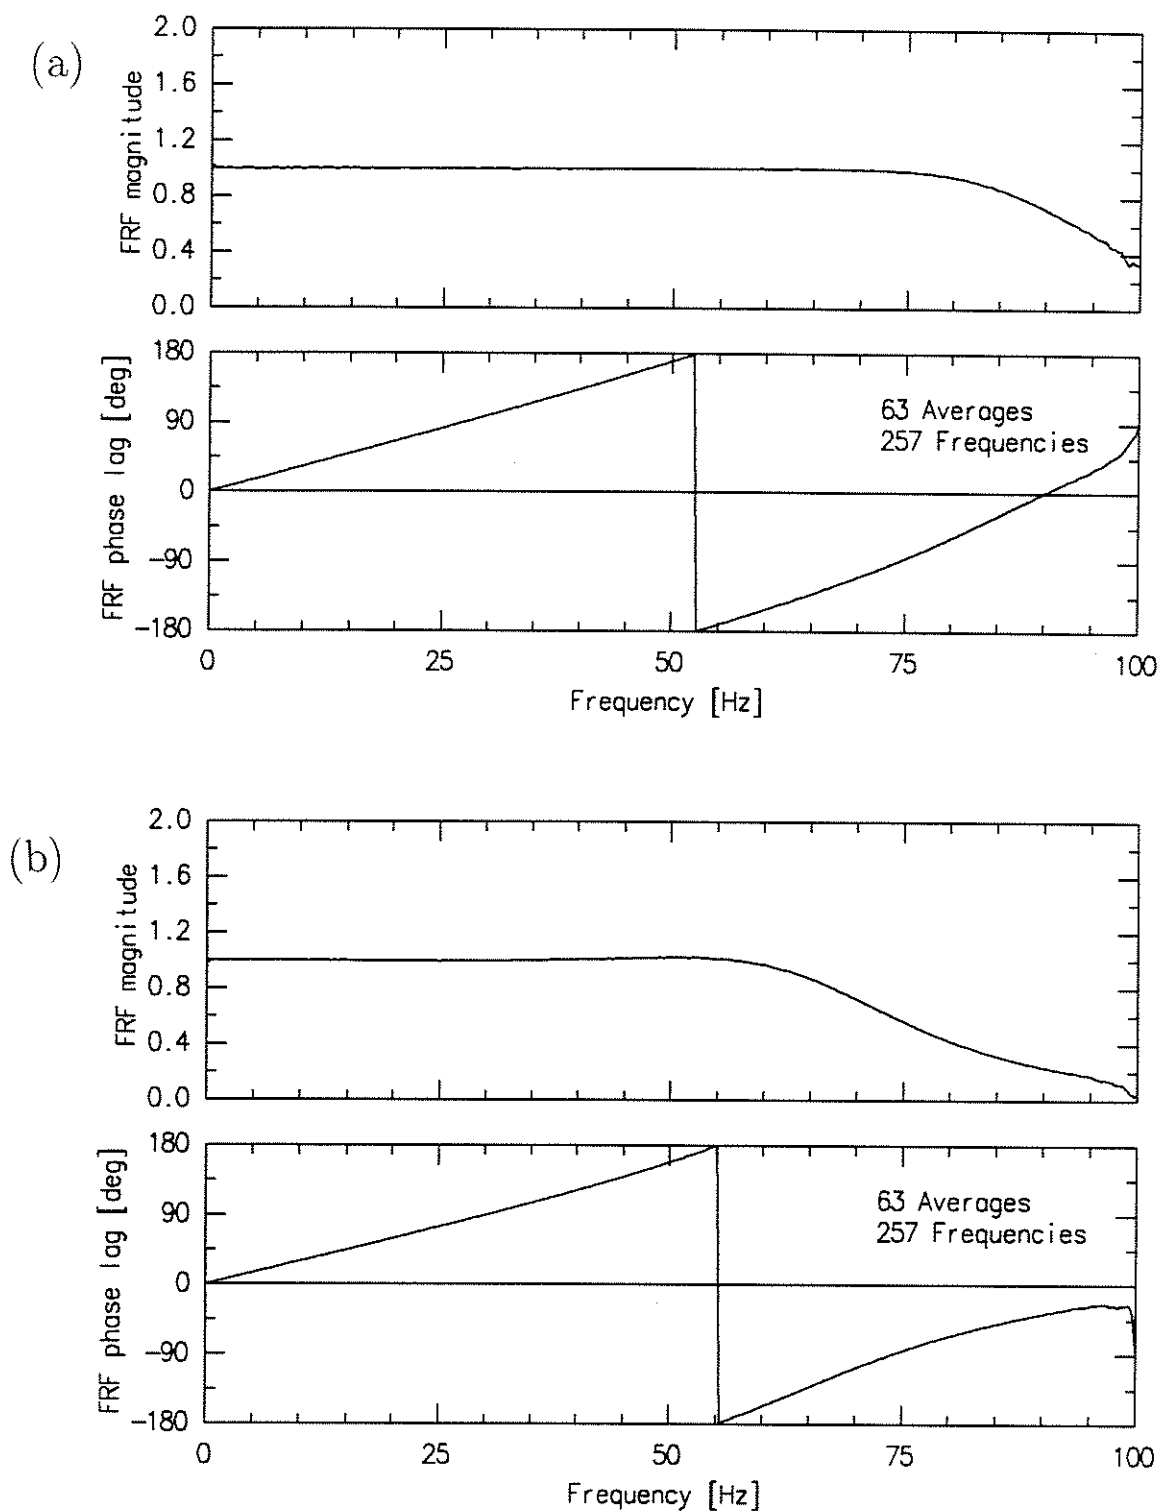 (a)
FRF magnitude
2.0
1.6
1.2
0.8
0.4
0.0
FRF phase lag [deg]
180
90
0
-90
-180
63 Averages
257 Frequencies
0 25 50 75 100
Frequency [Hz]
(b)
FRF magnitude
2.0
1.6
1.2
0.8
0.4
0.0
FRF phase lag [deg]
180
90
0
-90
-180
63 Averages
257 Frequencies
0 25 50 75 100
Frequency [Hz]